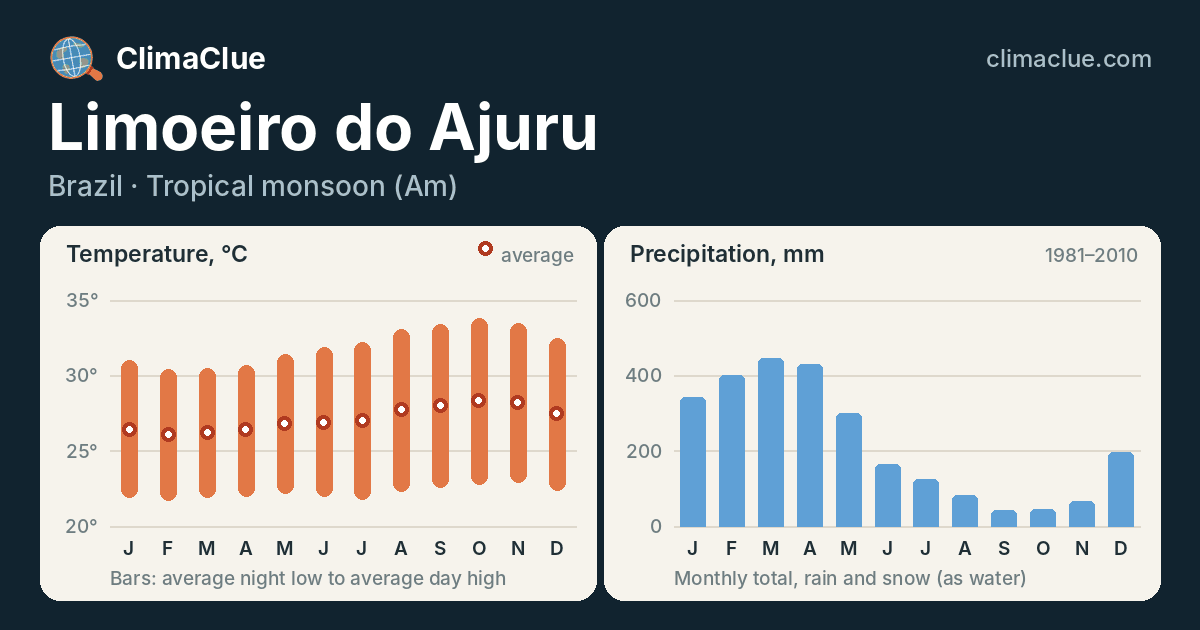 ClimaClue
climaclue.com
Limoeiro do Ajuru
Brazil · Tropical monsoon (Am)
Temperature, °C
average
35°
30°
25°
20°
J F M A M J J A S O N D
Bars: average night low to average day high
Precipitation, mm
1981–2010
600
400
200
0
J F M A M J J A S O N D
Monthly total, rain and snow (as water)